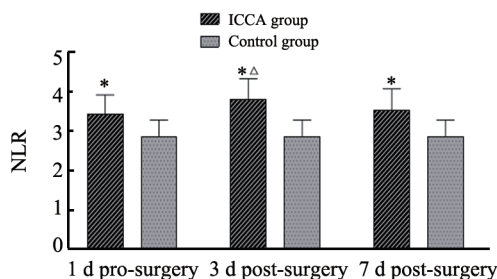 ICCA group
Control group
5
4
3
2
1
0
NLR
*
* △
*
1 d pro-surgery 3 d post-surgery 7 d post-surgery